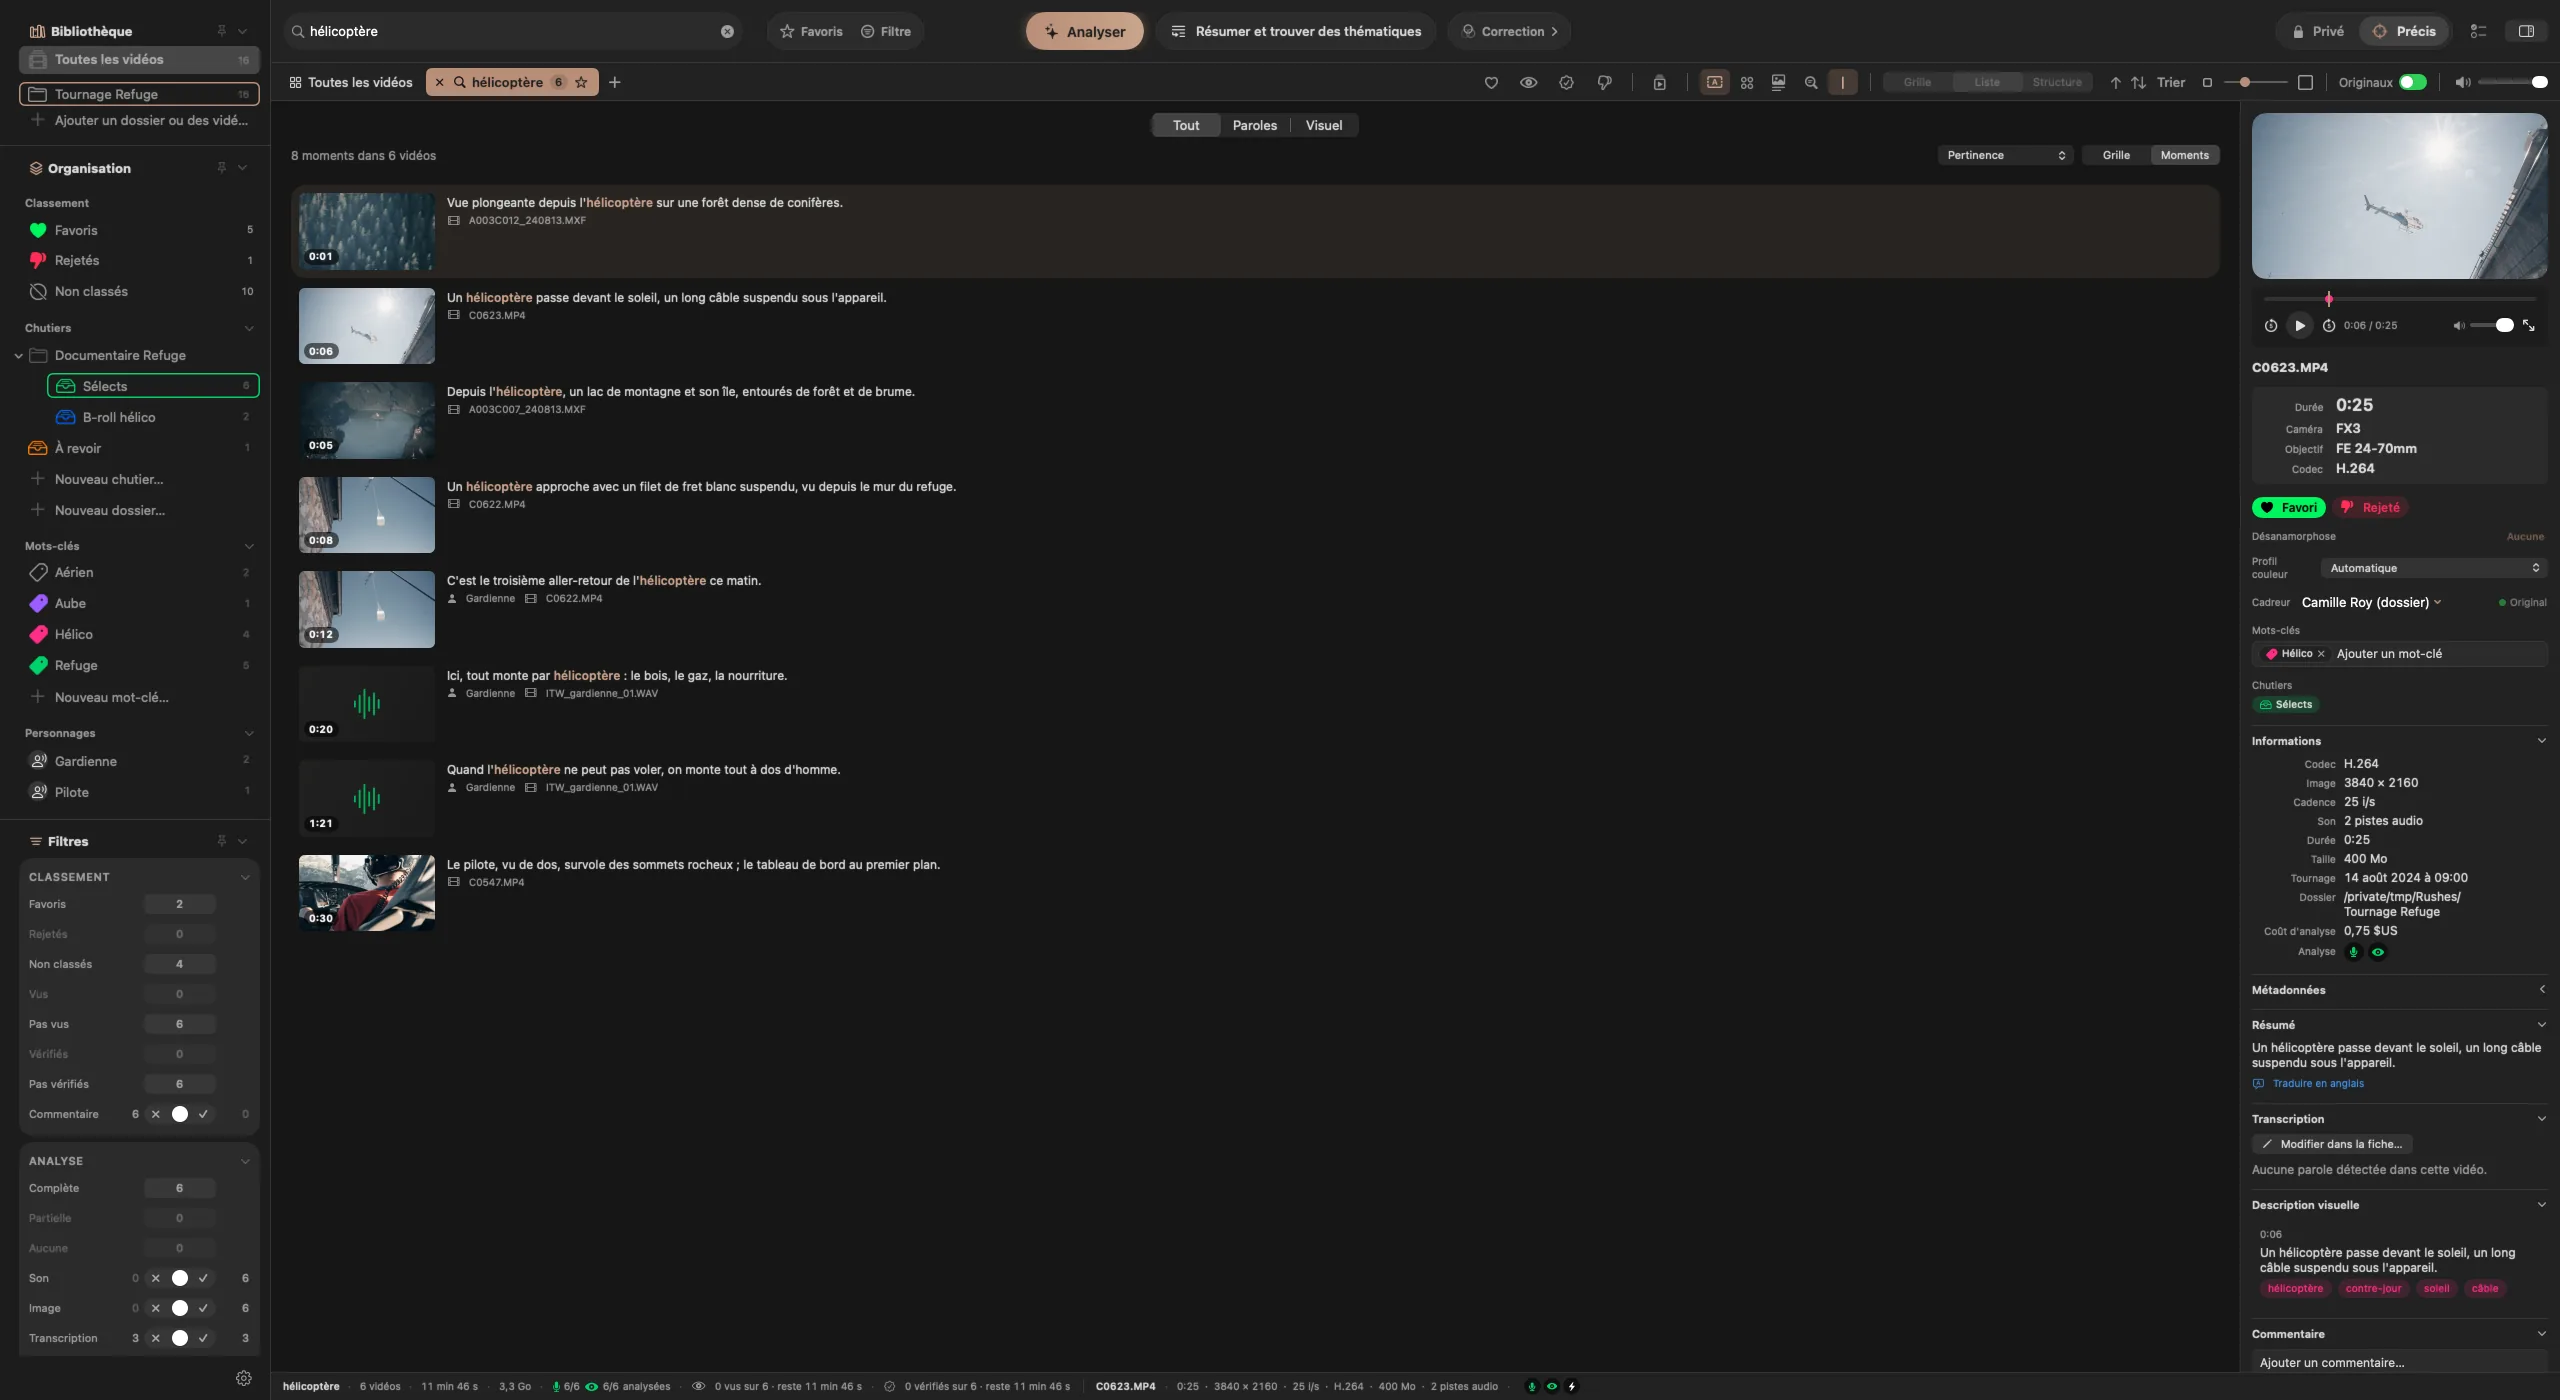 Bibliothèque
Toutes les vidéos 16
Tournage Refuge 16
Ajouter un dossier ou des vidé...
Organisation
Classement
Favoris 5
Rejetés 1
Non classés 10
Chutiers
Documentaire Refuge
Sélects 6
B-roll hélico 2
À revoir 1
Nouveau chutier...
Nouveau dossier...
Mots-clés
Aérien 2
Aube 1
Hélico 4
Refuge 5
Nouveau mot-clé...
Personnages
Gardienne 2
Pilote 1
Filtres
CLASSEMENT
Favoris 2
Rejetés 0
Non classés 4
Vus 0
Pas vus 6
Vérifiés 0
Pas vérifiés 6
Commentaire 6 0
ANALYSE
Complète 6
Partielle 0
Aucune 0
Son 0 6
Image 0 6
Transcription 3 3
hélicoptère
Favoris Filtre
Analyser
Résumer et trouver des thématiques
Correction
Privé Précis
Toutes les vidéos
hélicoptère 6
Grille Liste Structure
Trier
Originaux
Tout Paroles Visuel
8 moments dans 6 vidéos
Pertinence
Grille Moments
0:01
Vue plongeante depuis l'hélicoptère sur une forêt dense de conifères.
A003C012_240813.MXF
0:06
Un hélicoptère passe devant le soleil, un long câble suspendu sous l'appareil.
C0623.MP4
0:05
Depuis l'hélicoptère, un lac de montagne et son île, entourés de forêt et de brume.
A003C007_240813.MXF
0:08
Un hélicoptère approche avec un filet de fret blanc suspendu, vu depuis le mur du refuge.
C0622.MP4
0:12
C'est le troisième aller-retour de l'hélicoptère ce matin.
Gardienne C0622.MP4
0:20
Ici, tout monte par hélicoptère : le bois, le gaz, la nourriture.
Gardienne ITW_gardienne_01.WAV
1:21
Quand l'hélicoptère ne peut pas voler, on monte tout à dos d'homme.
Gardienne ITW_gardienne_01.WAV
0:30
Le pilote, vu de dos, survole des sommets rocheux ; le tableau de bord au premier plan.
C0547.MP4
0:06 / 0:25
C0623.MP4
Durée 0:25
Caméra FX3
Objectif FE 24-70mm
Codec H.264
Favori Rejeté
Désanamorphose Aucune
Profil couleur Automatique
Cadreur Camille Roy (dossier) Original
Mots-clés
Hélico Ajouter un mot-clé
Chutiers
Sélects
Informations
Codec H.264
Image 3840 × 2160
Cadence 25 i/s
Son 2 pistes audio
Durée 0:25
Taille 400 Mo
Tournage 14 août 2024 à 09:00
Dossier /private/tmp/Rushes/
Tournage Refuge
Coût d'analyse 0,75 $US
Analyse
Métadonnées
Résumé
Un hélicoptère passe devant le soleil, un long câble
suspendu sous l'appareil.
Traduire en anglais
Transcription
Modifier dans la fiche...
Aucune parole détectée dans cette vidéo.
Description visuelle
0:06
Un hélicoptère passe devant le soleil, un long
câble suspendu sous l'appareil.
hélicoptère contre-jour soleil câble
Commentaire
Ajouter un commentaire...
hélicoptère · 6 vidéos · 11 min 46 s · 3,3 Go · 6/6 6/6 analysées · 0 vus sur 6 · reste 11 min 46 s · 0 vérifiés sur 6 · reste 11 min 46 s
C0623.MP4 · 0:25 · 3840 × 2160 · 25 i/s · H.264 · 400 Mo · 2 pistes audio